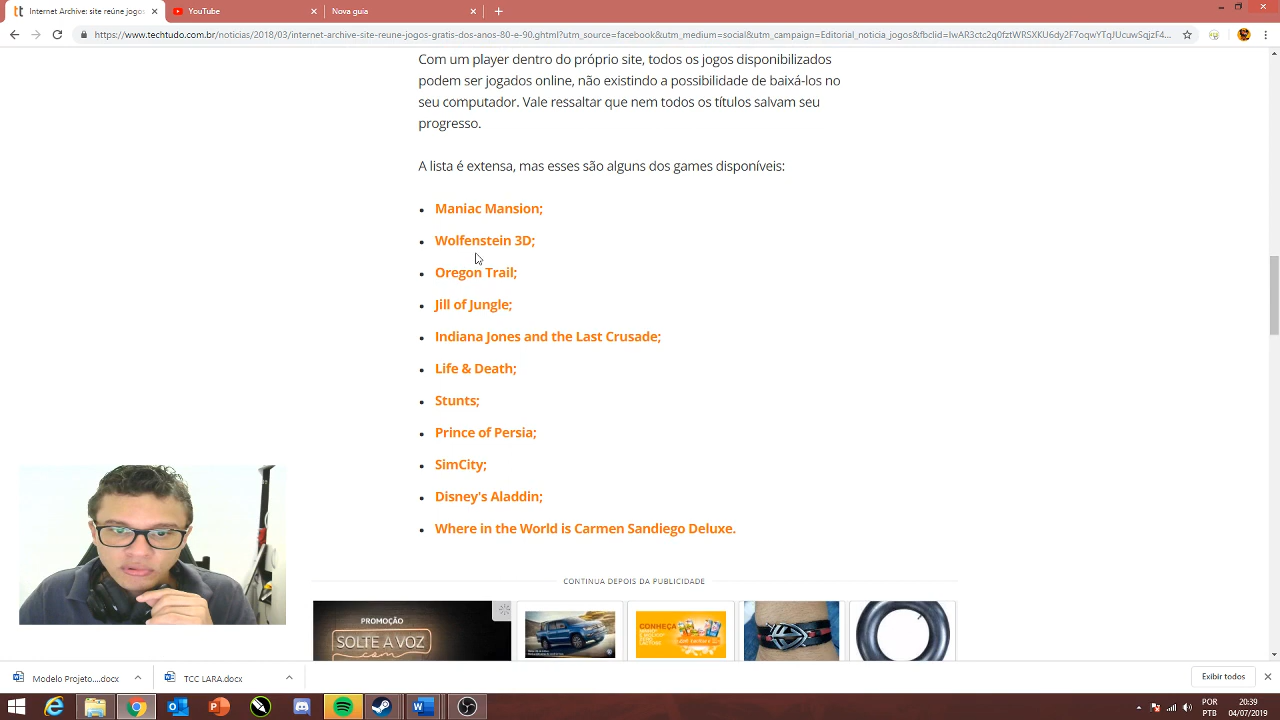 Internet Archive: site reúne jogos
YouTube
Nova guia
https://www.techtudo.com.br/noticias/2018/03/internet-archive-site-reune-jogos-gratis-dos-anos-80-e-90.ghtml?utm_source=facebook&utm_medium=social&utm_campaign=Editorial_noticia_jogos&fbclid=
Com um player dentro do próprio site, todos os jogos disponibilizados
podem ser jogados online, não existindo a possibilidade de baixá-los no
seu computador. Vale ressaltar que nem todos os títulos salvam seu
progresso.
A lista é extensa, mas esses são alguns dos games disponíveis:
Maniac Mansion;
Wolfenstein 3D;
Oregon Trail;
Jill of Jungle;
Indiana Jones and the Last Crusade;
Life & Death;
Stunts;
Prince of Persia;
SimCity;
Disney's Aladdin;
Where in the World is Carmen Sandiego Deluxe.
CONTINUA DEPOIS DA PUBLICIDADE
PROMOÇÃO
SOLTE A VOZ
com
CONHEÇA
Modelo Projeto....docx
TCC LARA.docx
Exibir todos
POR
PTB
20:39
04/07/2019